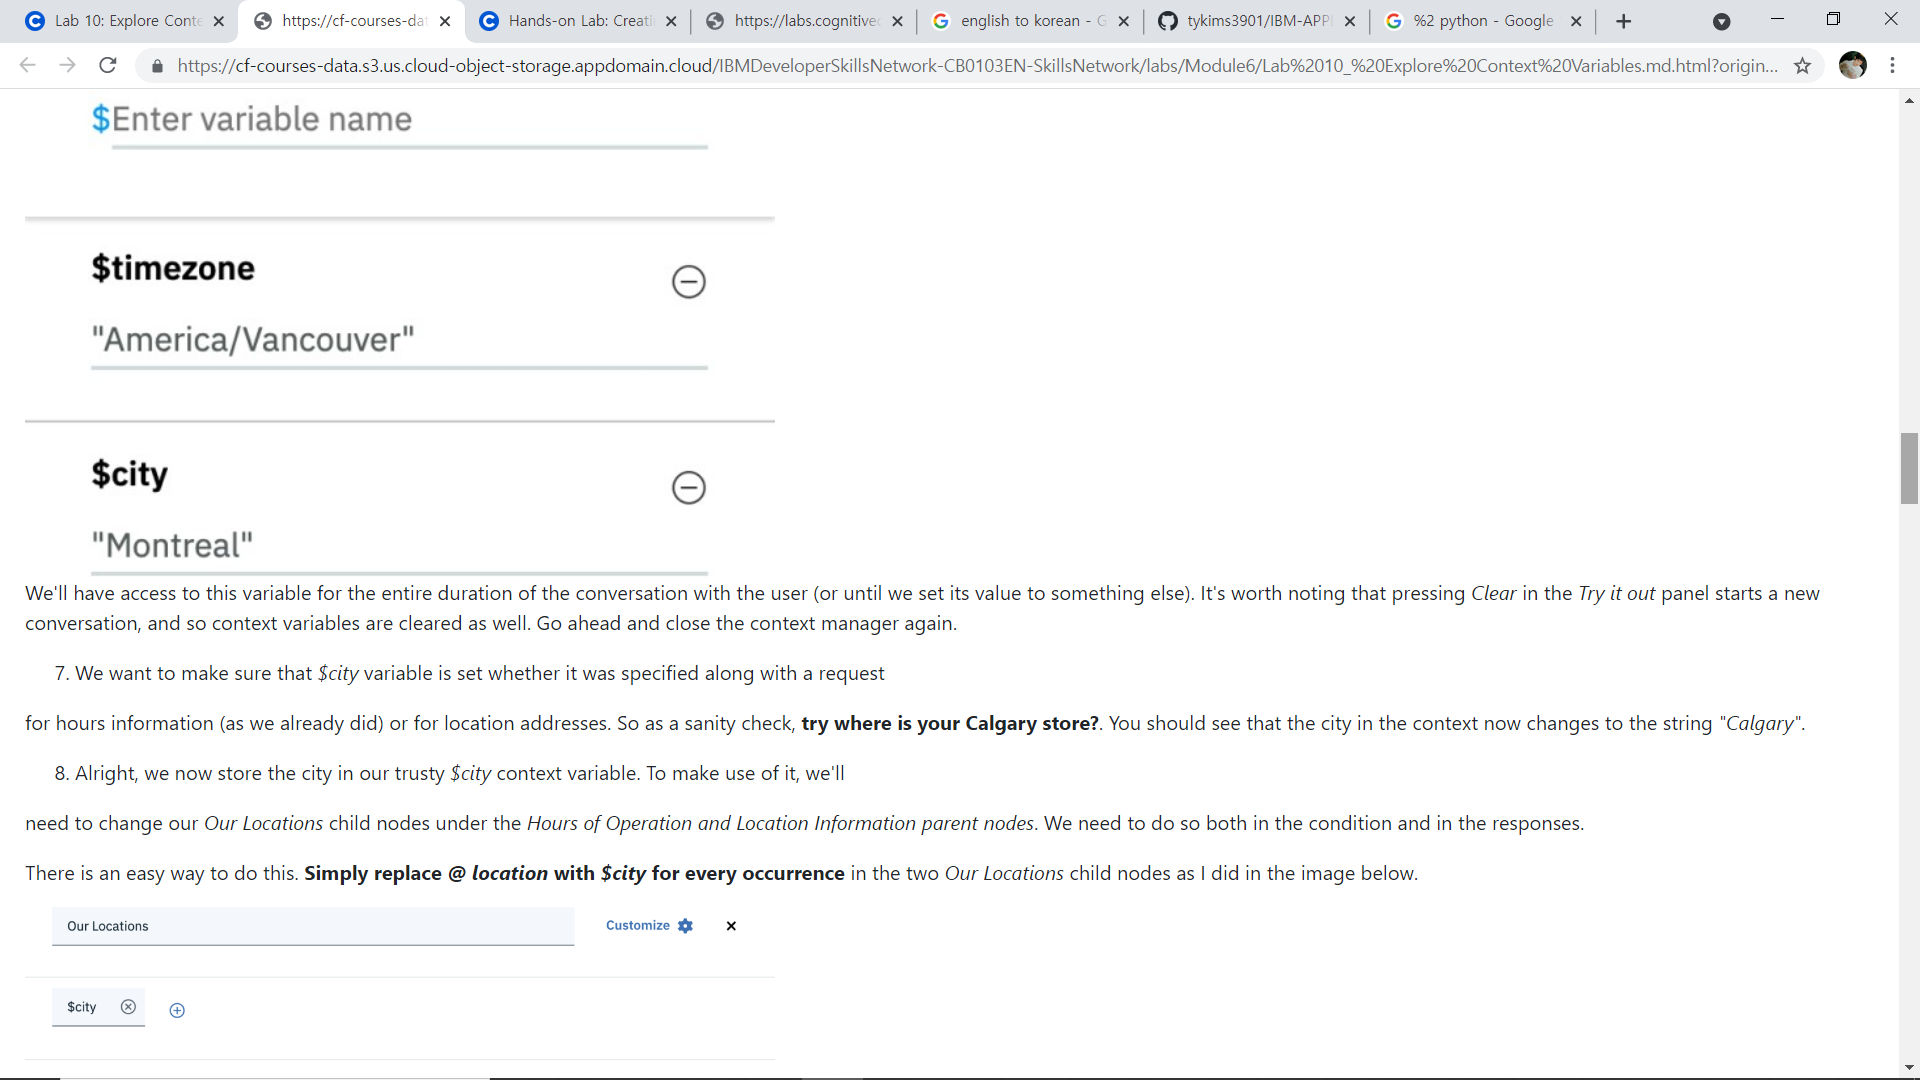 Lab 10: Explore Conte
https://cf-courses-dat
Hands-on Lab: Creati
https://labs.cognitivec
english to korean - G
tykims3901/IBM-APPL
%2 python - Google
https://cf-courses-data.s3.us.cloud-object-storage.appdomain.cloud/IBMDeveloperSkillsNetwork-CB0103EN-SkillsNetwork/labs/Module6/Lab%2010_%20Explore%20Context%20Variables.md.html?origin...
$Enter variable name
$timezone
"America/Vancouver"
$city
"Montreal"
We'll have access to this variable for the entire duration of the conversation with the user (or until we set its value to something else). It's worth noting that pressing Clear in the Try it out panel starts a new
conversation, and so context variables are cleared as well. Go ahead and close the context manager again.
7. We want to make sure that $city variable is set whether it was specified along with a request
for hours information (as we already did) or for location addresses. So as a sanity check, try where is your Calgary store?. You should see that the city in the context now changes to the string "Calgary".
8. Alright, we now store the city in our trusty $city context variable. To make use of it, we'll
need to change our Our Locations child nodes under the Hours of Operation and Location Information parent nodes. We need to do so both in the condition and in the responses.
There is an easy way to do this. Simply replace @ location with $city for every occurrence in the two Our Locations child nodes as I did in the image below.
Our Locations
Customize
$city